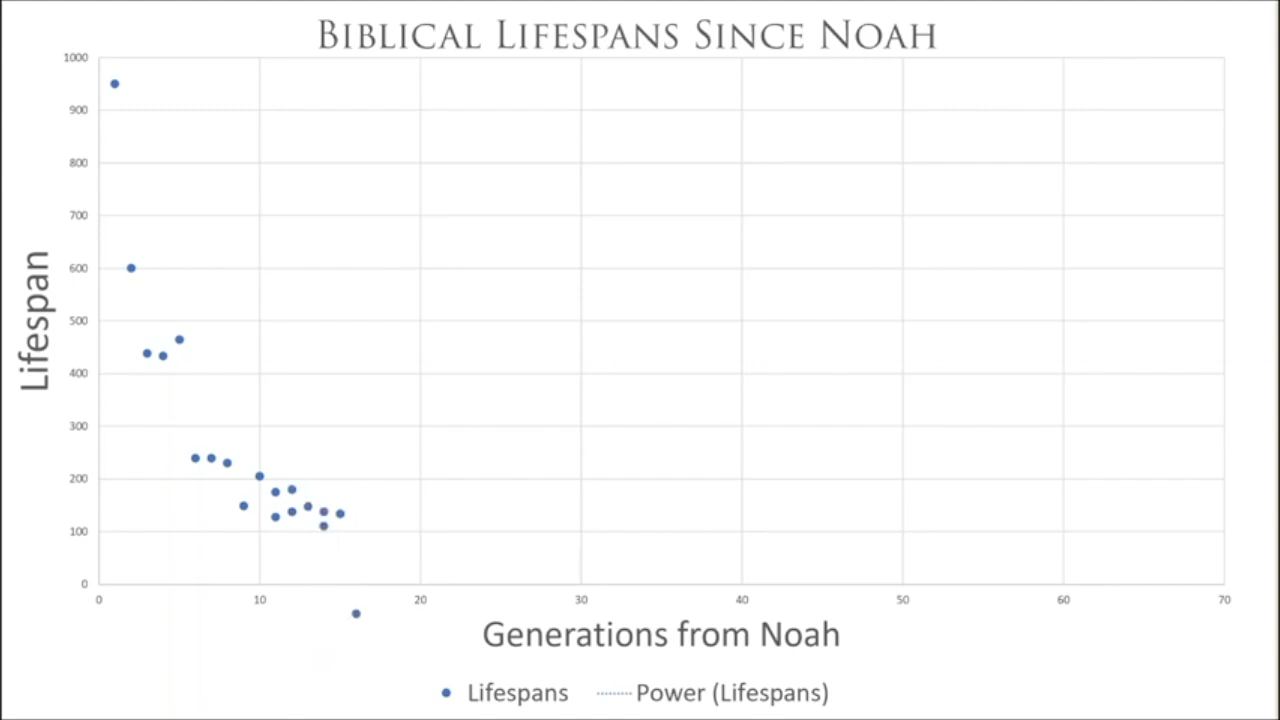 BIBLICAL LIFESPANS SINCE NOAH
1000
900
800
700
600
500
400
300
200
100
0
Lifespan
0 10 20 30 40 50 60 70
Generations from Noah
Lifespans Power (Lifespans)